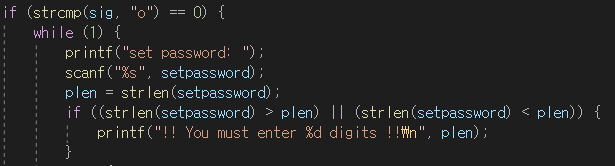 if (strcmp(sig, "o") == 0) {
while (1) {
printf("set password: ");
scanf("%s", setpassword);
plen = strlen(setpassword);
if ((strlen(setpassword) > plen) || (strlen(setpassword) < plen)) {
printf("!! You must enter %d digits !!₩n", plen);
}